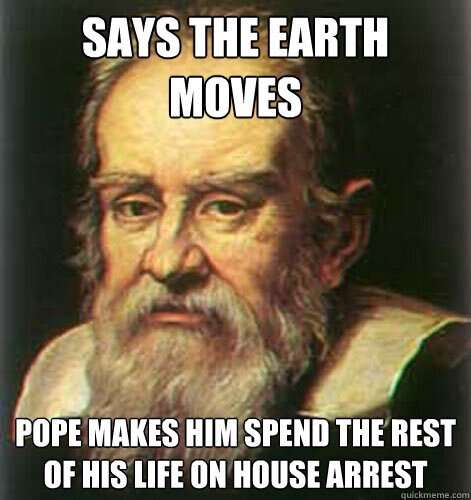 SAYS THE EARTH
MOVES
POPE MAKES HIM SPEND THE REST
OF HIS LIFE ON HOUSE ARREST
quickmeme.com